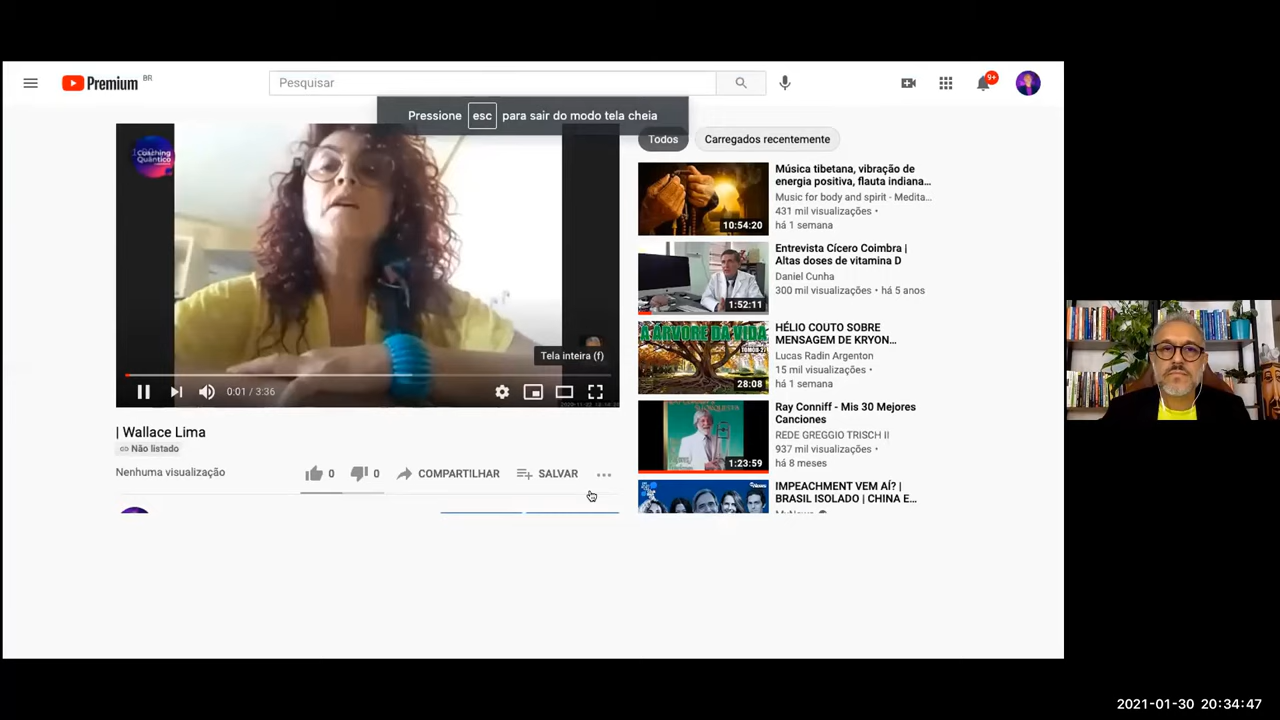 Premium BR
Pesquisar
9+
Pressione esc para sair do modo tela cheia
Todos
Carregados recentemente
Coaching
Quântico
Tela inteira (f)
0:01 / 3:36
| Wallace Lima
Não listado
Nenhuma visualização
0
0
COMPARTILHAR
SALVAR
10:54:20
Música tibetana, vibração de
energia positiva, flauta indiana...
Music for body and spirit - Medita...
431 mil visualizações •
há 1 semana
1:52:11
Entrevista Cícero Coimbra |
Altas doses de vitamina D
Daniel Cunha
300 mil visualizações • há 5 anos
A ÁRVORE DA VIDA
28:08
HÉLIO COUTO SOBRE
MENSAGEM DE KRYON...
Lucas Radin Argenton
15 mil visualizações •
há 1 semana
1:23:59
Ray Conniff - Mis 30 Mejores
Canciones
REDE GREGGIO TRISCH II
937 mil visualizações •
há 8 meses
IMPEACHMENT VEM AÍ? |
BRASIL ISOLADO | CHINA E...
2021-01-30 20:34:47